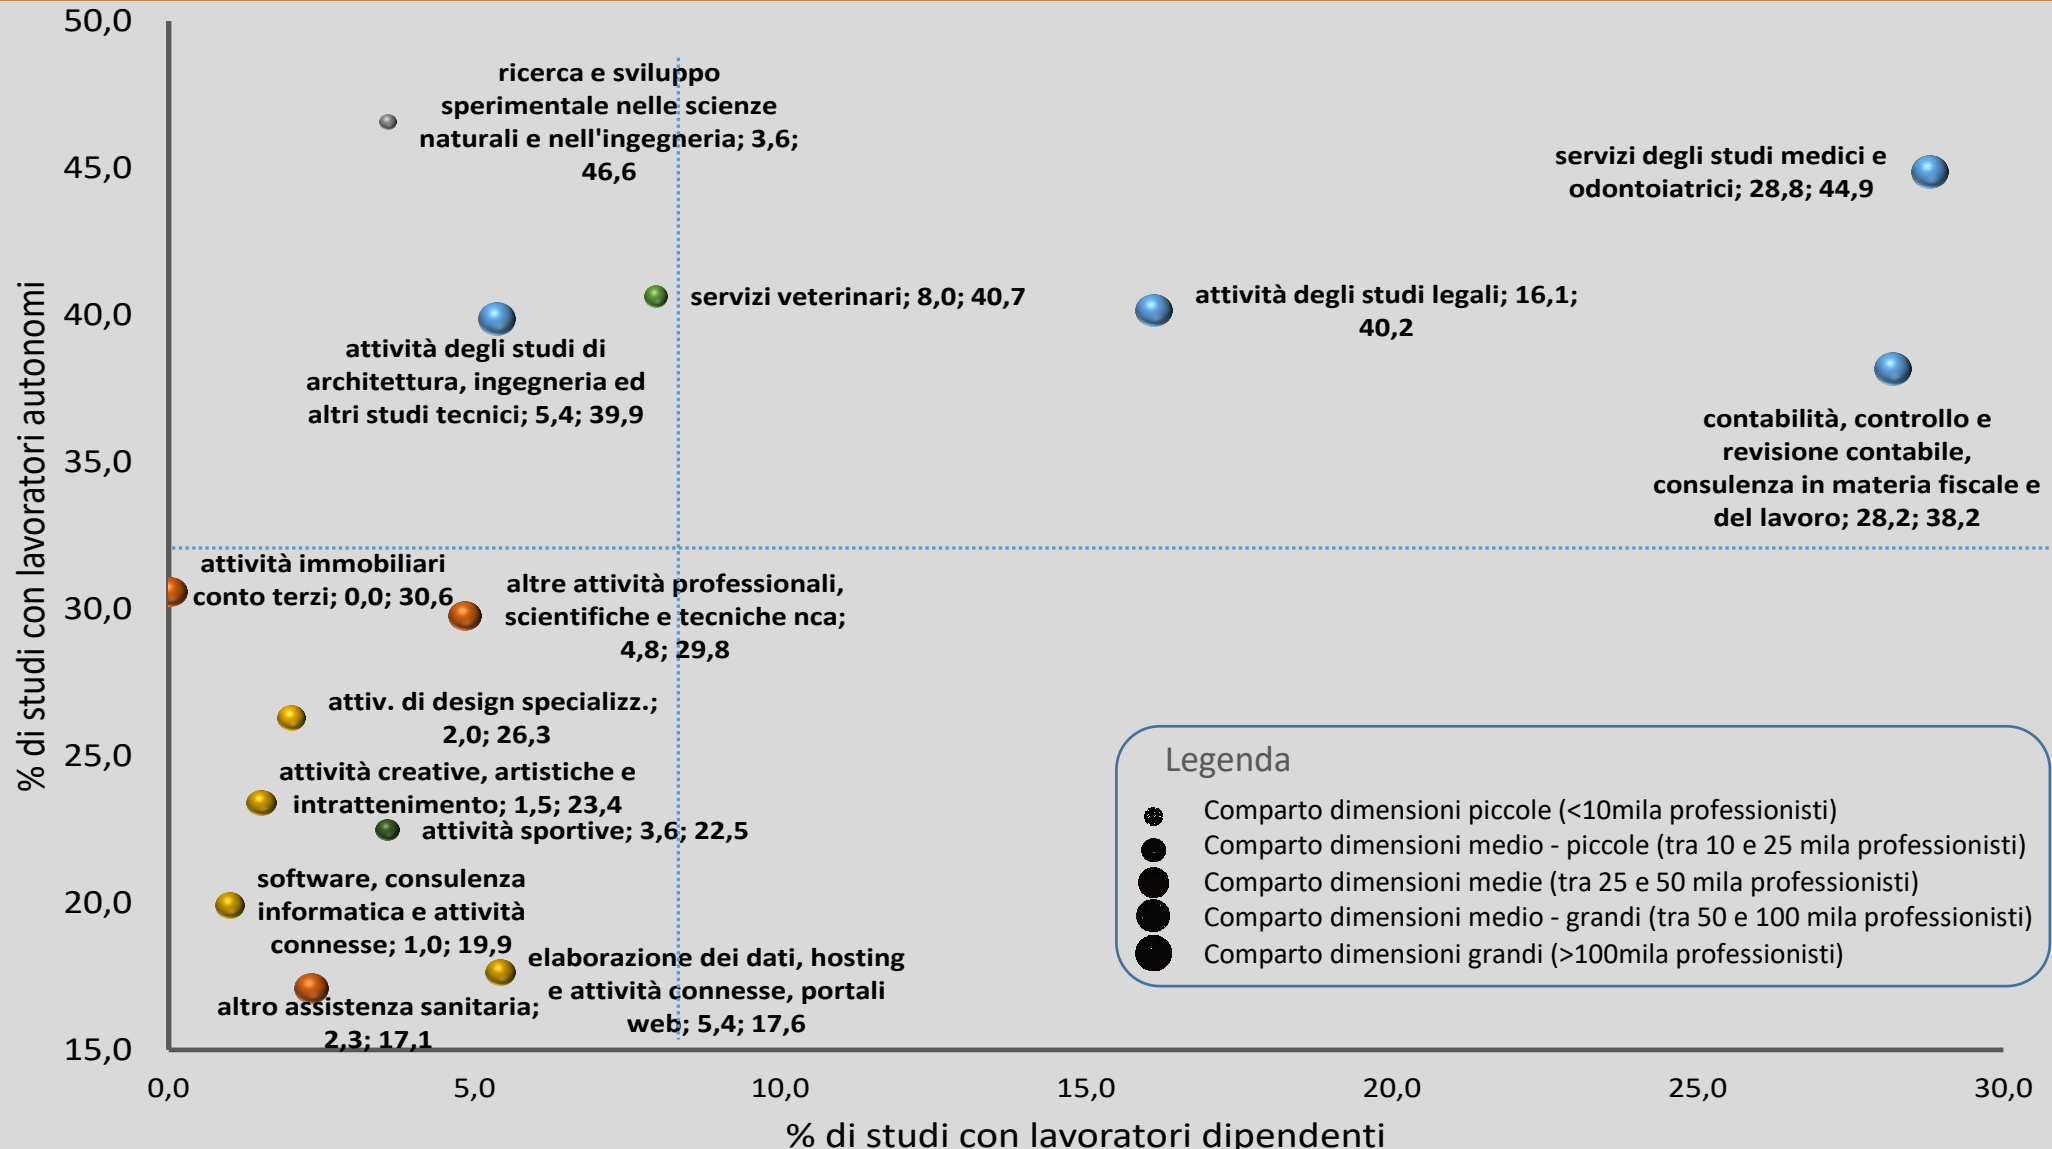 50,0
45,0
40,0
35,0
30,0
25,0
20,0
15,0
% di studi con lavoratori autonomi
ricerca e sviluppo
sperimentale nelle scienze
naturali e nell'ingegneria; 3,6;
46,6
servizi degli studi medici e
odontoiatrici; 28,8; 44,9
servizi veterinari; 8,0; 40,7
attività degli studi legali; 16,1;
40,2
attività degli studi di
architettura, ingegneria ed
altri studi tecnici; 5,4; 39,9
contabilità, controllo e
revisione contabile,
consulenza in materia fiscale e
del lavoro; 28,2; 38,2
attività immobiliari
conto terzi; 0,0; 30,6
altre attività professionali,
scientifiche e tecniche nca;
4,8; 29,8
attiv. di design specializz.;
2,0; 26,3
attività creative, artistiche e
intrattenimento; 1,5; 23,4
attività sportive; 3,6; 22,5
software, consulenza
informatica e attività
connesse; 1,0; 19,9
elaborazione dei dati, hosting
e attività connesse, portali
web; 5,4; 17,6
altro assistenza sanitaria;
2,3; 17,1
Legenda
Comparto dimensioni piccole (<10mila professionisti)
Comparto dimensioni medio - piccole (tra 10 e 25 mila professionisti)
Comparto dimensioni medie (tra 25 e 50 mila professionisti)
Comparto dimensioni medio - grandi (tra 50 e 100 mila professionisti)
Comparto dimensioni grandi (>100mila professionisti)
0,0 5,0 10,0 15,0 20,0 25,0 30,0
% di studi con lavoratori dipendenti